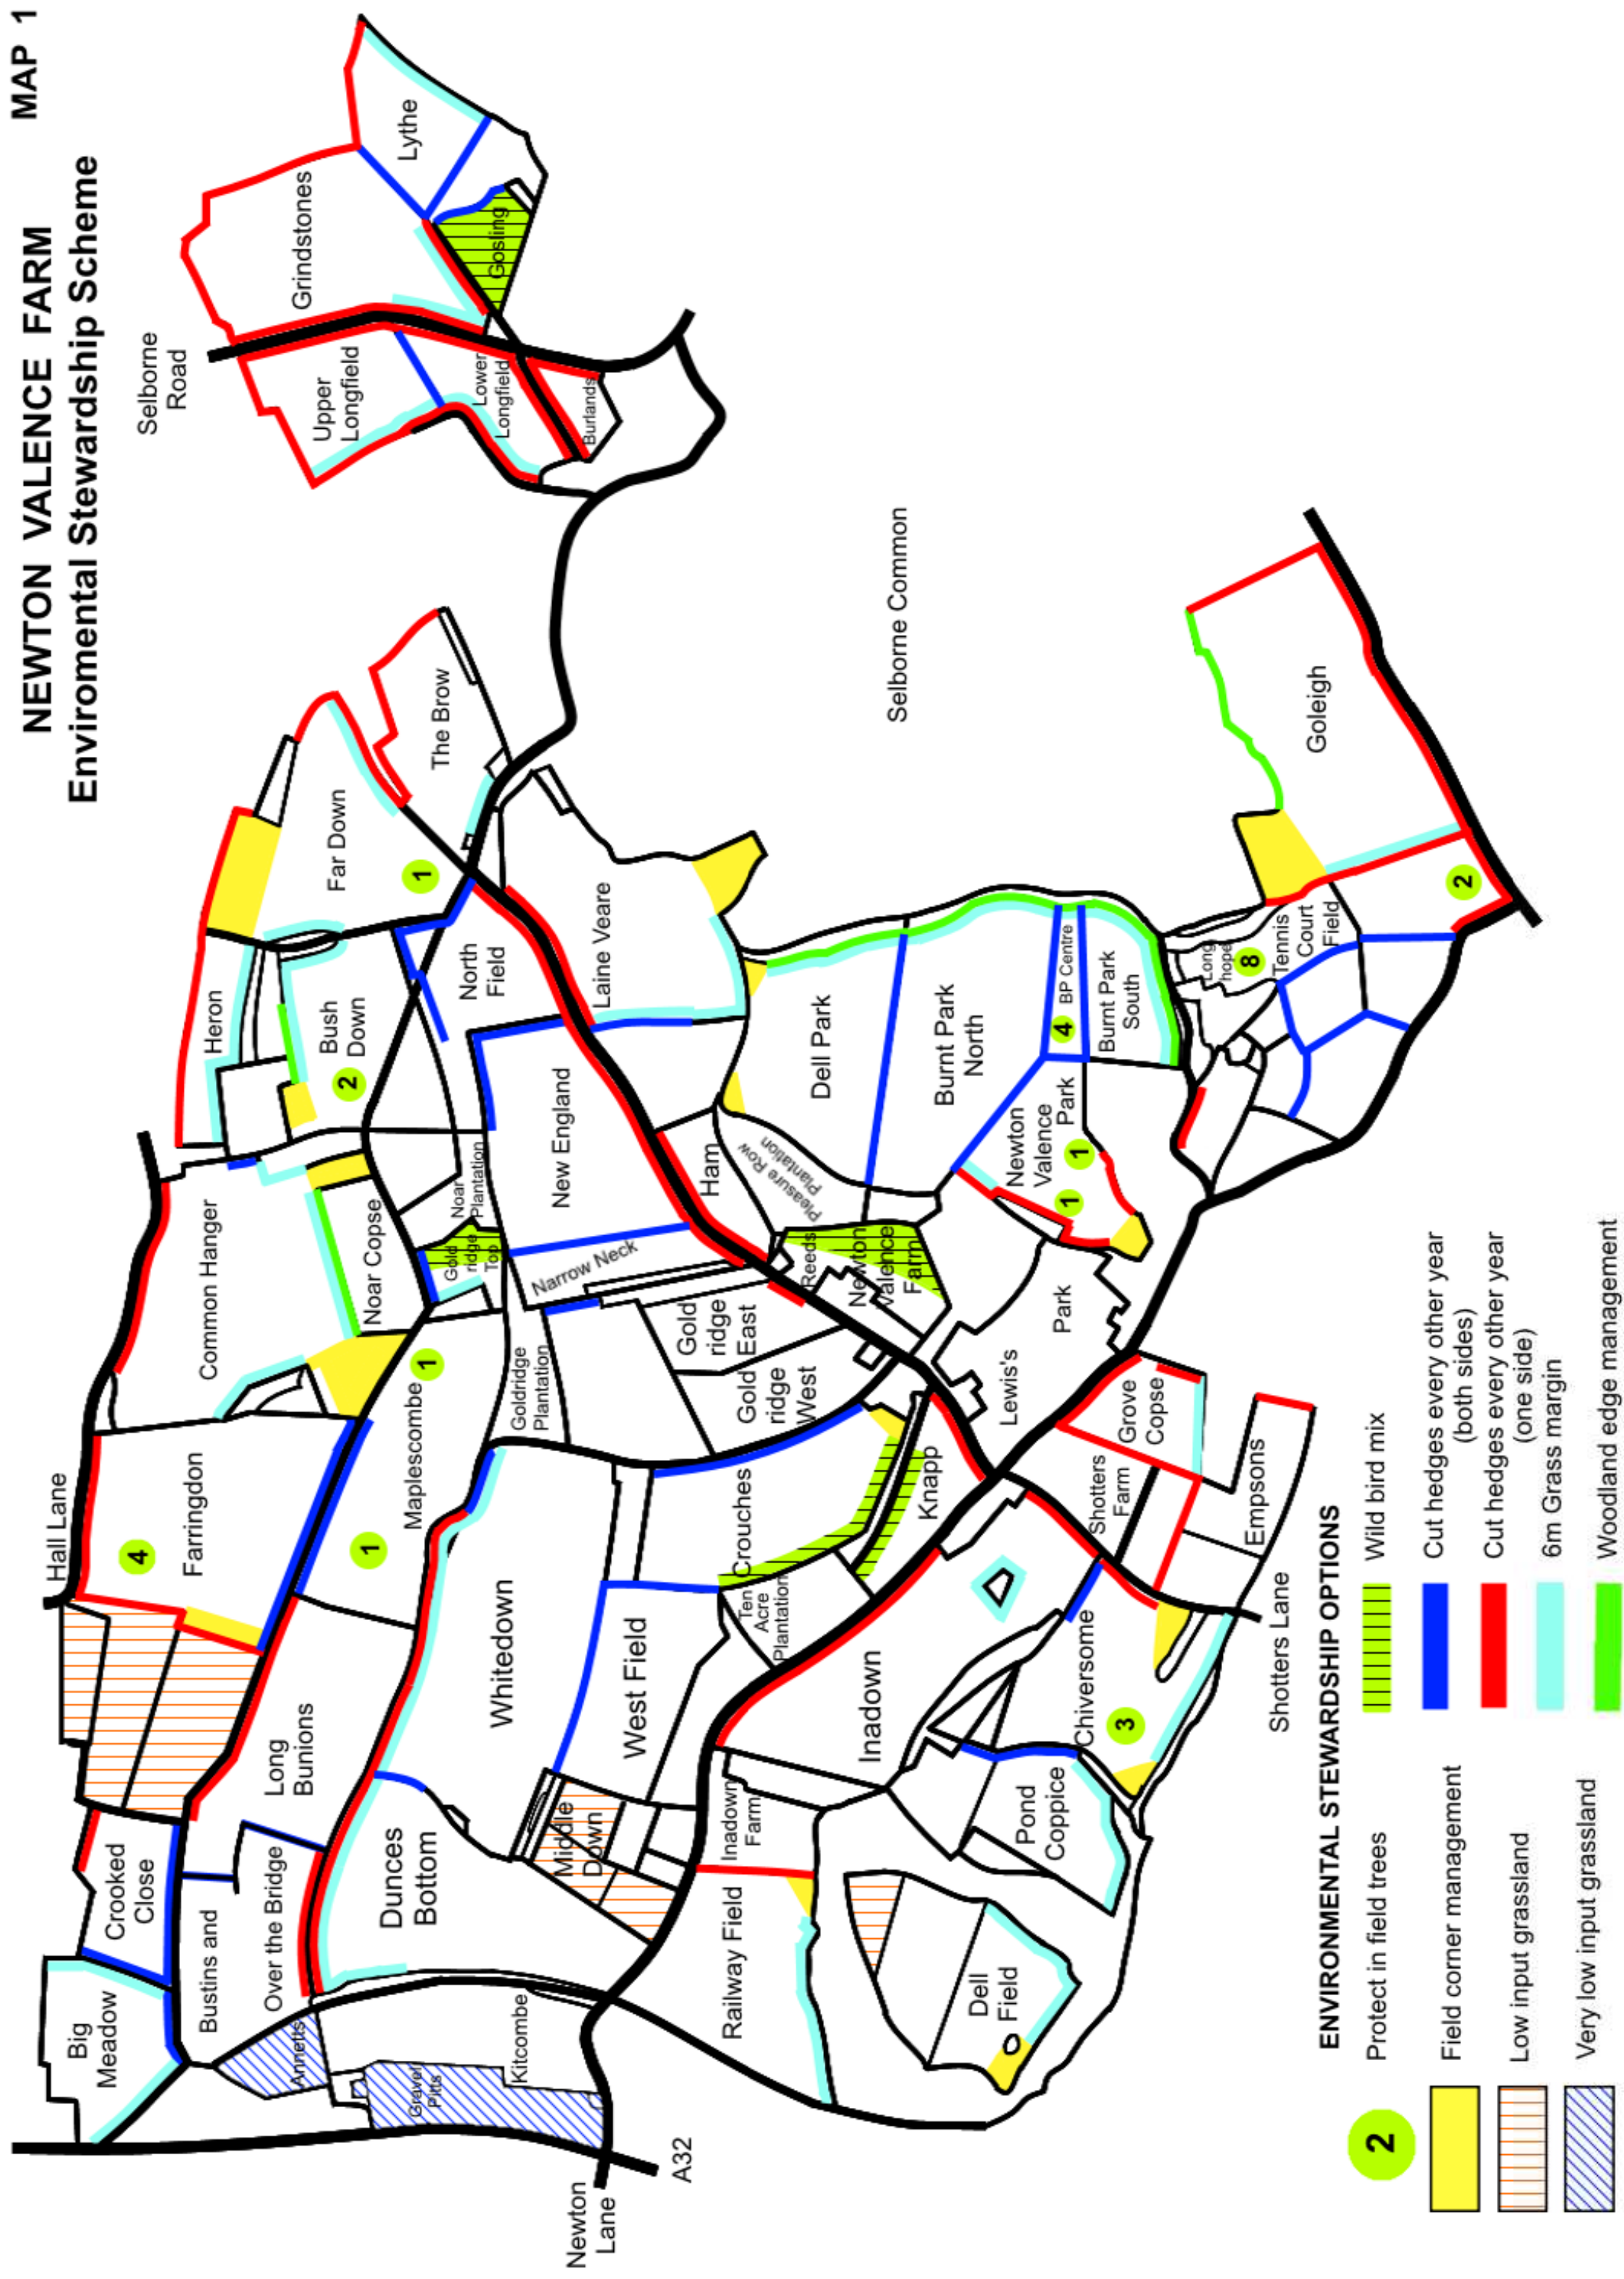 NEWTON VALENCE FARM
MAP 1
Enviromental Stewardship Scheme
Selborne
Road
Grindstones
Lythe
Gosling
Upper
Longfield
Lower
Longfield
Burlands
Hall Lane
Common Hanger
Heron
Far Down
1
The Brow
Bush
Down
2
North
Field
Laine Veare
Noar Copse
Noar
Plantation
Gold
ridge
Top
New England
Narrow Neck
Farringdon
4
Maplescombe
1
1
Goldridge
Plantation
Gold
ridge
East
Gold
ridge
West
Ham
Pleasure Row
Plantation
Reeds
Newton
Valence
Farm
Dell Park
Burnt Park
North
4
BP Centre
Burnt Park
South
Newton
Valence
Park
1
1
Selborne Common
Big
Meadow
Crooked
Close
Bustins and
Over the Bridge
Long
Bunions
Annetts
Gravel
Pitts
Kitcombe
Dunces
Bottom
Whitedown
Middle
Down
West Field
Crouches
Ten
Acre
Plantation
Knapp
Lewis's
Park
Long
hope
8
Tennis
Court
Field
Goleigh
2
Newton
Lane
A32
Railway Field
Inadown
Farm
Inadown
Shotters
Farm
Grove
Copse
Empsons
Chiversome
3
Pond
Coppice
Dell
Field
Shotters Lane
ENVIRONMENTAL STEWARDSHIP OPTIONS
2
Protect in field trees
Field corner management
Low input grassland
Very low input grassland
Wild bird mix
Cut hedges every other year
(both sides)
Cut hedges every other year
(one side)
6m Grass margin
Woodland edge management